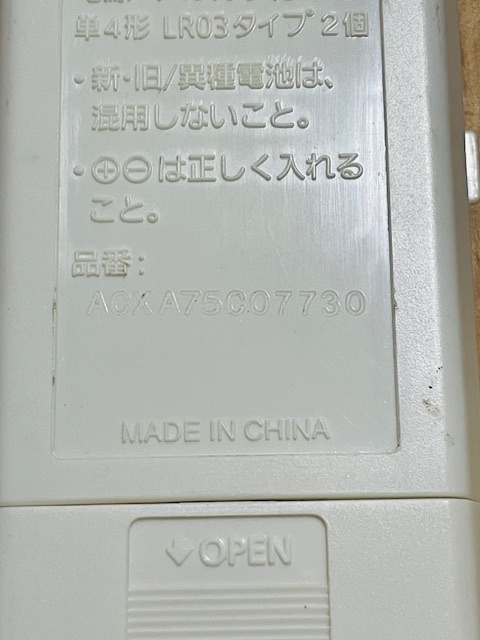 単4形 LR03タイプ 2個
・新・旧/異種電池は、
混用しないこと。
・⊕⊖は正しく入れる
こと。
品番:
ACXA75C07730
MADE IN CHINA
OPEN